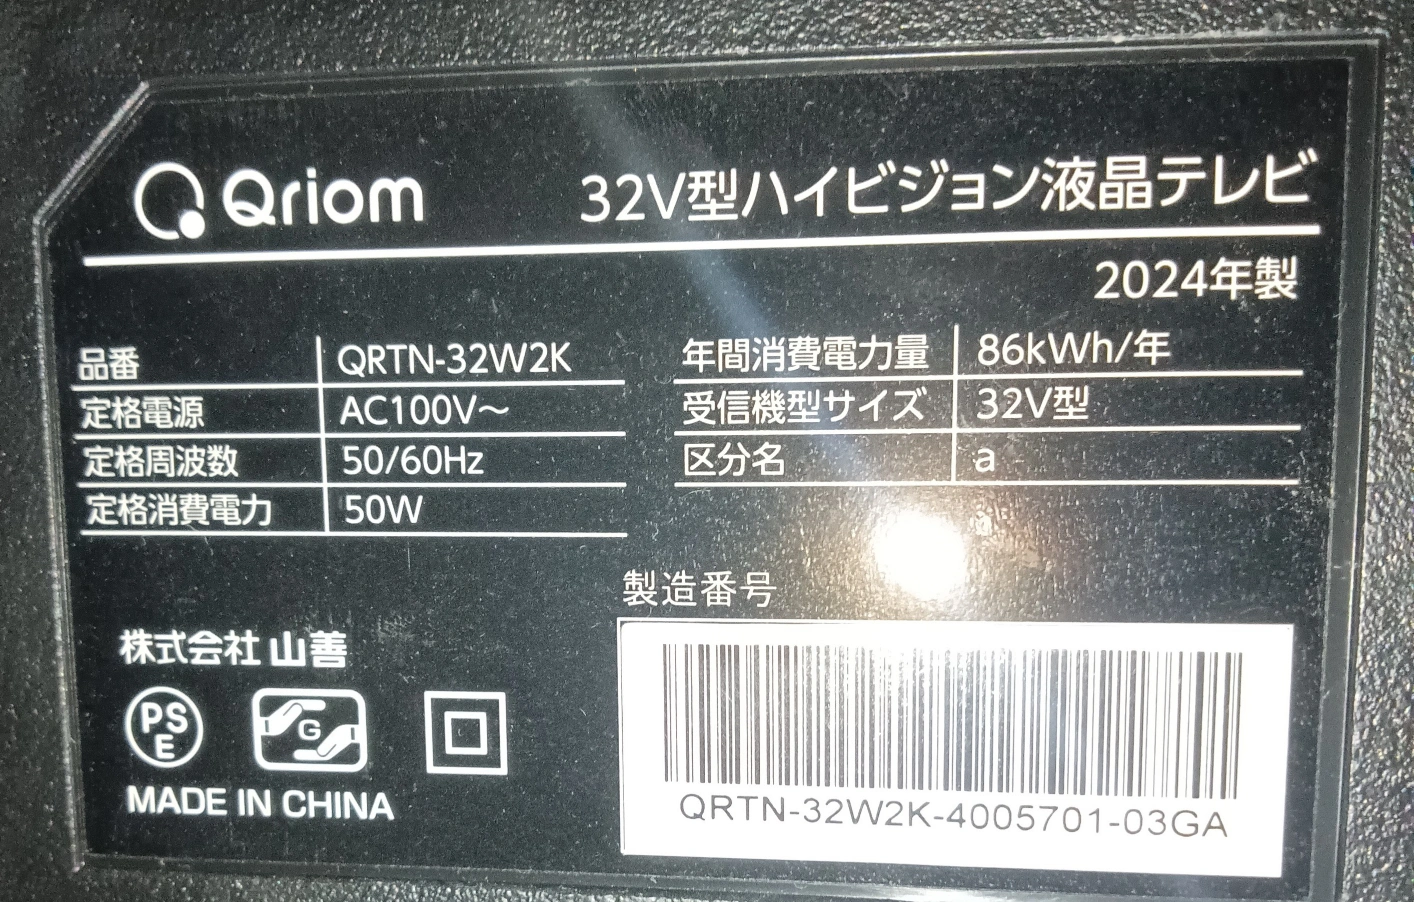 Qriom 32V型ハイビジョン液晶テレビ
2024年製
品番 QRTN-32W2K
定格電源 AC100V～
定格周波数 50/60Hz
定格消費電力 50W
年間消費電力量 86kWh/年
受信機型サイズ 32V型
区分名 a
製造番号
QRTN-32W2K-4005701-03GA
株式会社 山善
PS
E
G
MADE IN CHINA